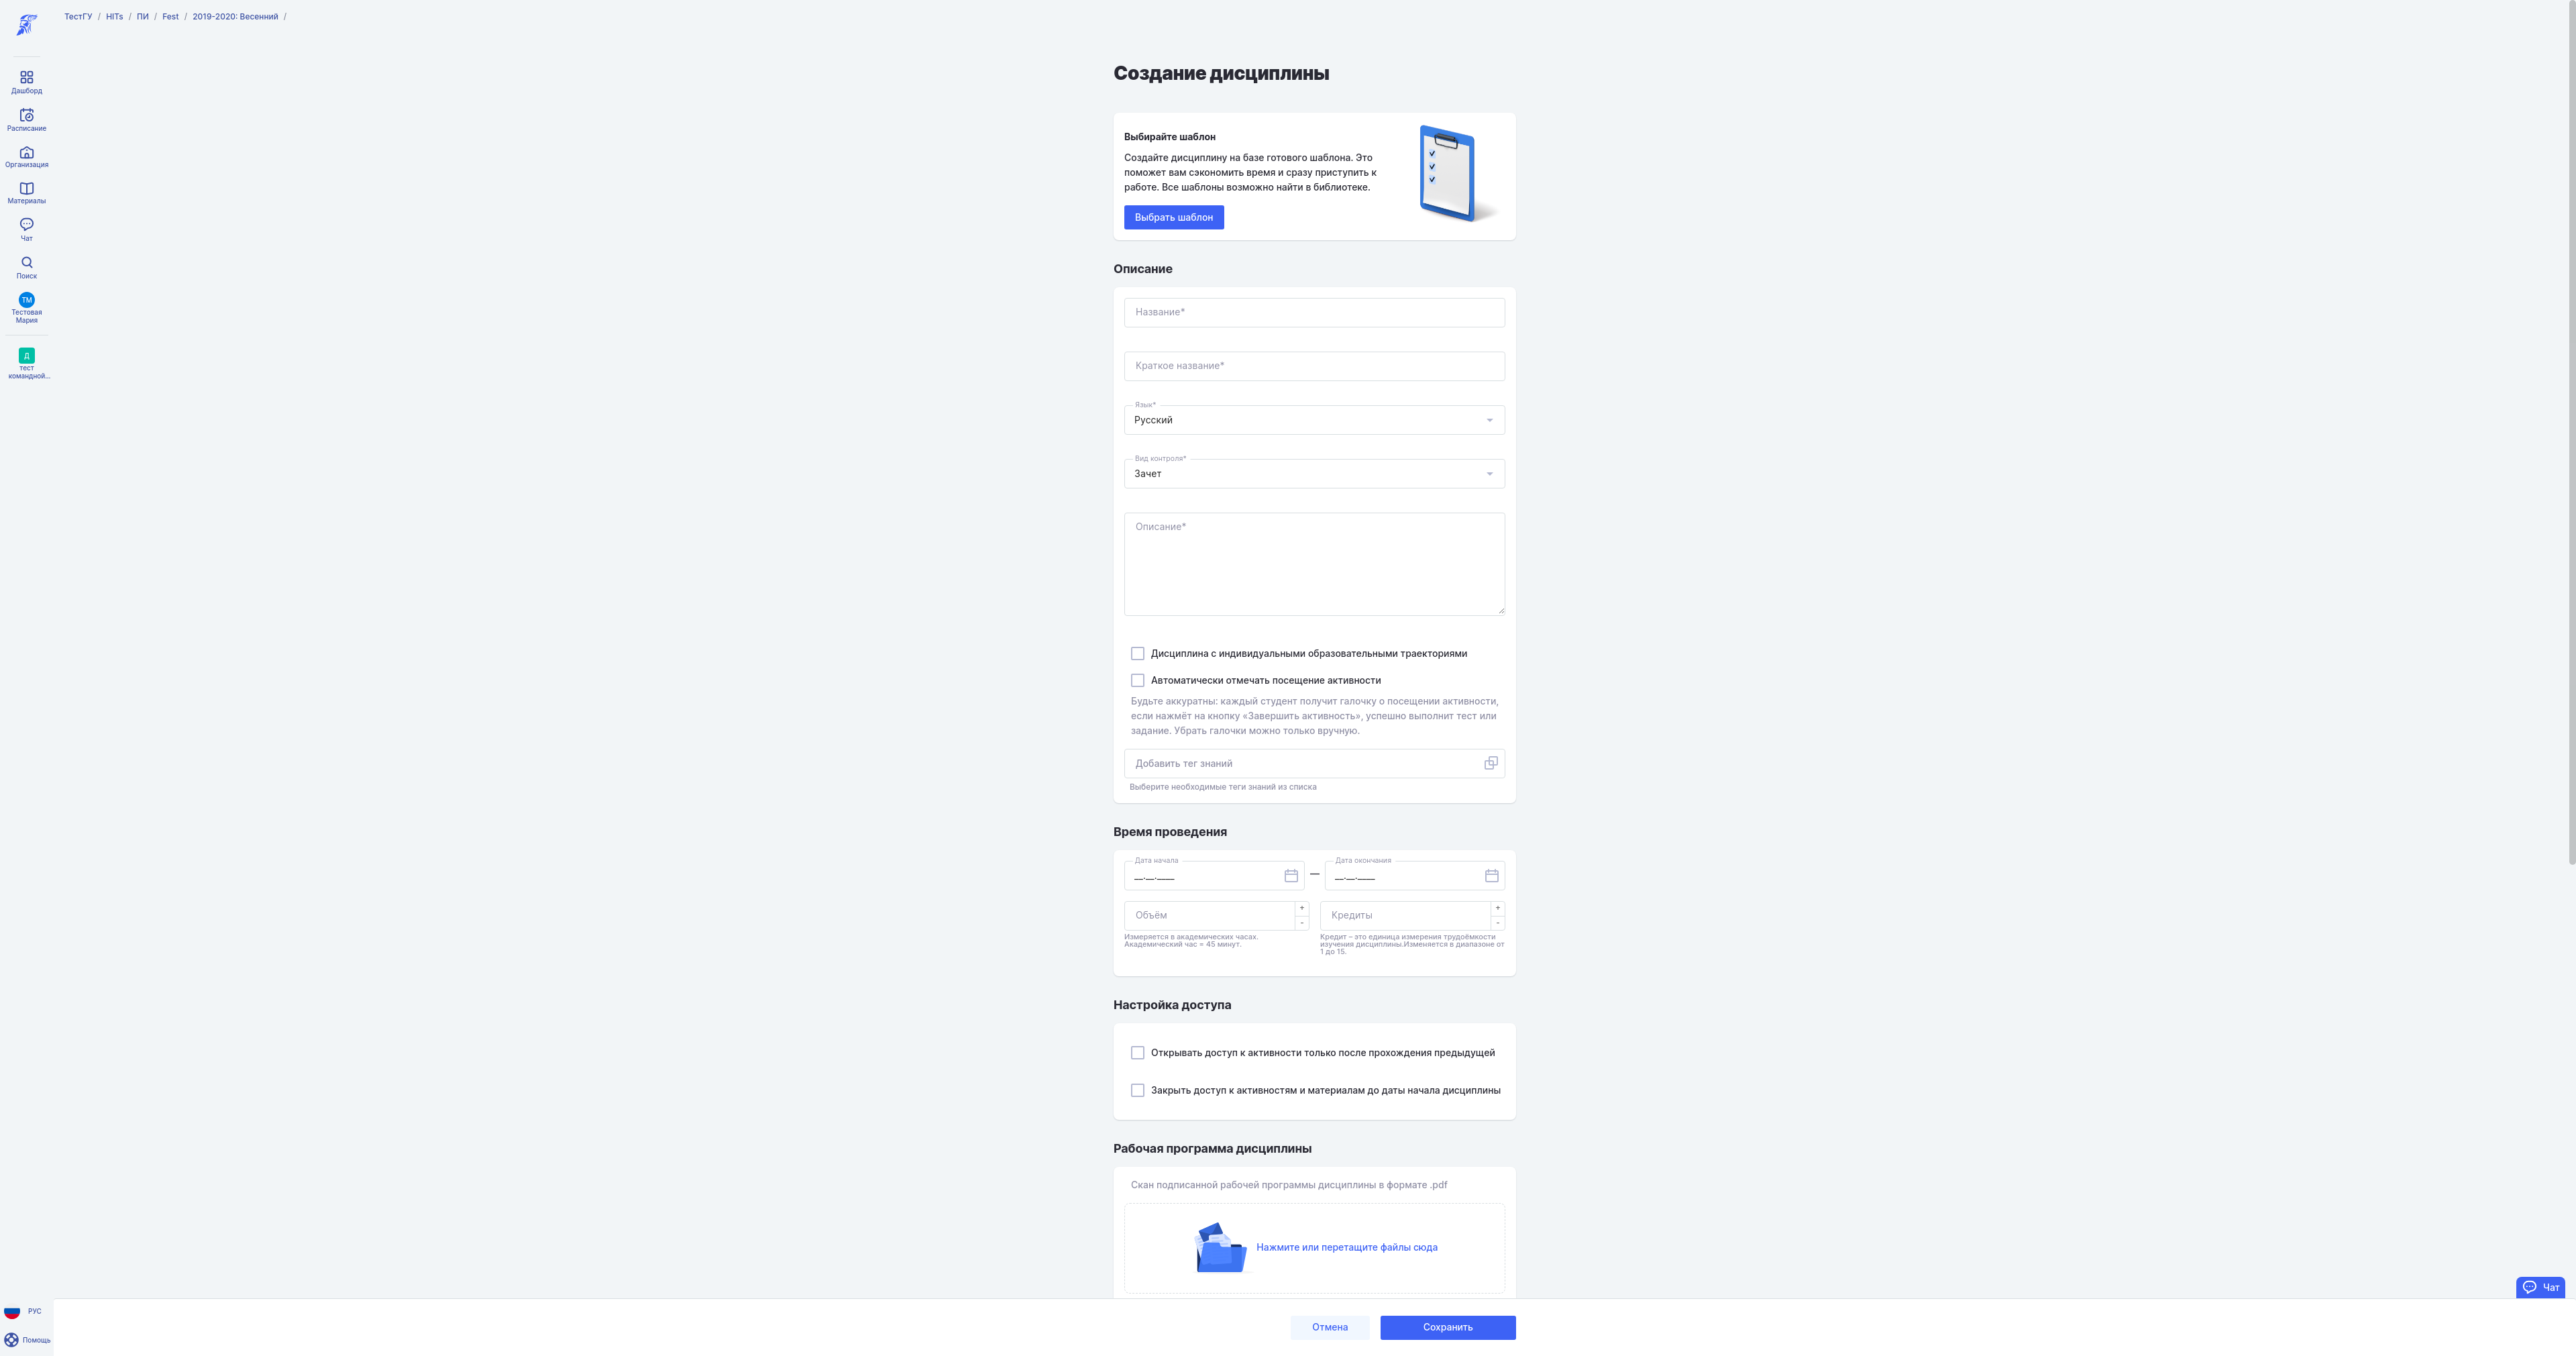 ТестГУ / HITs / ПИ / Fest / 2019-2020: Весенний /
Дашборд
Расписание
Организация
Материалы
Чат
Поиск
ТМ
Тестовая
Мария
Д
тест
командной...
РУС
Помощь
Создание дисциплины
Выбирайте шаблон
Создайте дисциплину на базе готового шаблона. Это
поможет вам сэкономить время и сразу приступить к
работе. Все шаблоны возможно найти в библиотеке.
Выбрать шаблон
Описание
Название*
Краткое название*
Язык*
Русский
Вид контроля*
Зачет
Описание*
Дисциплина с индивидуальными образовательными траекториями
Автоматически отмечать посещение активности
Будьте аккуратны: каждый студент получит галочку о посещении активности,
если нажмёт на кнопку «Завершить активность», успешно выполнит тест или
задание. Убрать галочки можно только вручную.
Добавить тег знаний
Выберите необходимые теги знаний из списка
Время проведения
Дата начала
__.__.____
—
Дата окончания
__.__.____
Объём
+
-
Измеряется в академических часах.
Академический час = 45 минут.
Кредиты
+
-
Кредит – это единица измерения трудоёмкости
изучения дисциплины.Изменяется в диапазоне от
1 до 15.
Настройка доступа
Открывать доступ к активности только после прохождения предыдущей
Закрыть доступ к активностям и материалам до даты начала дисциплины
Рабочая программа дисциплины
Скан подписанной рабочей программы дисциплины в формате .pdf
Нажмите или перетащите файлы сюда
Чат
Отмена
Сохранить